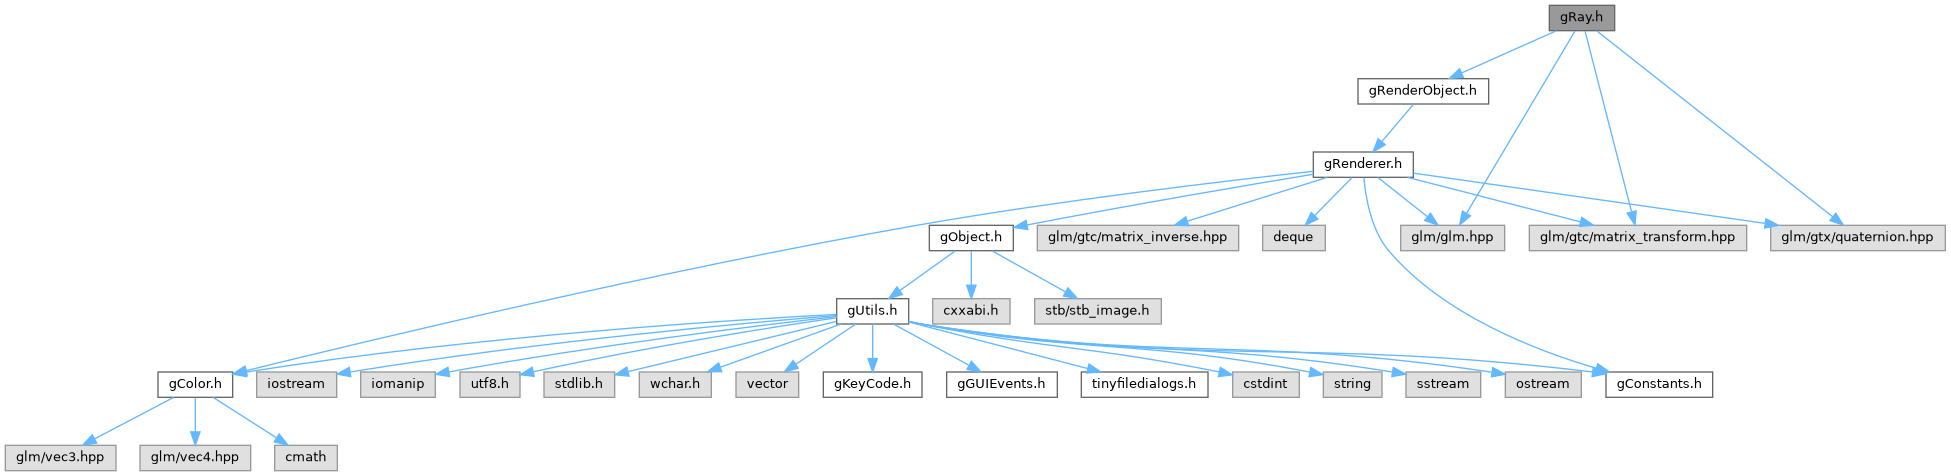 gRay.h
gRenderObject.h
gRenderer.h
gObject.h
glm/gtc/matrix_inverse.hpp
deque
glm/glm.hpp
glm/gtc/matrix_transform.hpp
glm/gtx/quaternion.hpp
gUtils.h
cxxabi.h
stb/stb_image.h
gColor.h
iostream
iomanip
utf8.h
stdlib.h
wchar.h
vector
gKeyCode.h
gGUIEvents.h
tinyfiledialogs.h
cstdint
string
sstream
ostream
gConstants.h
glm/vec3.hpp
glm/vec4.hpp
cmath